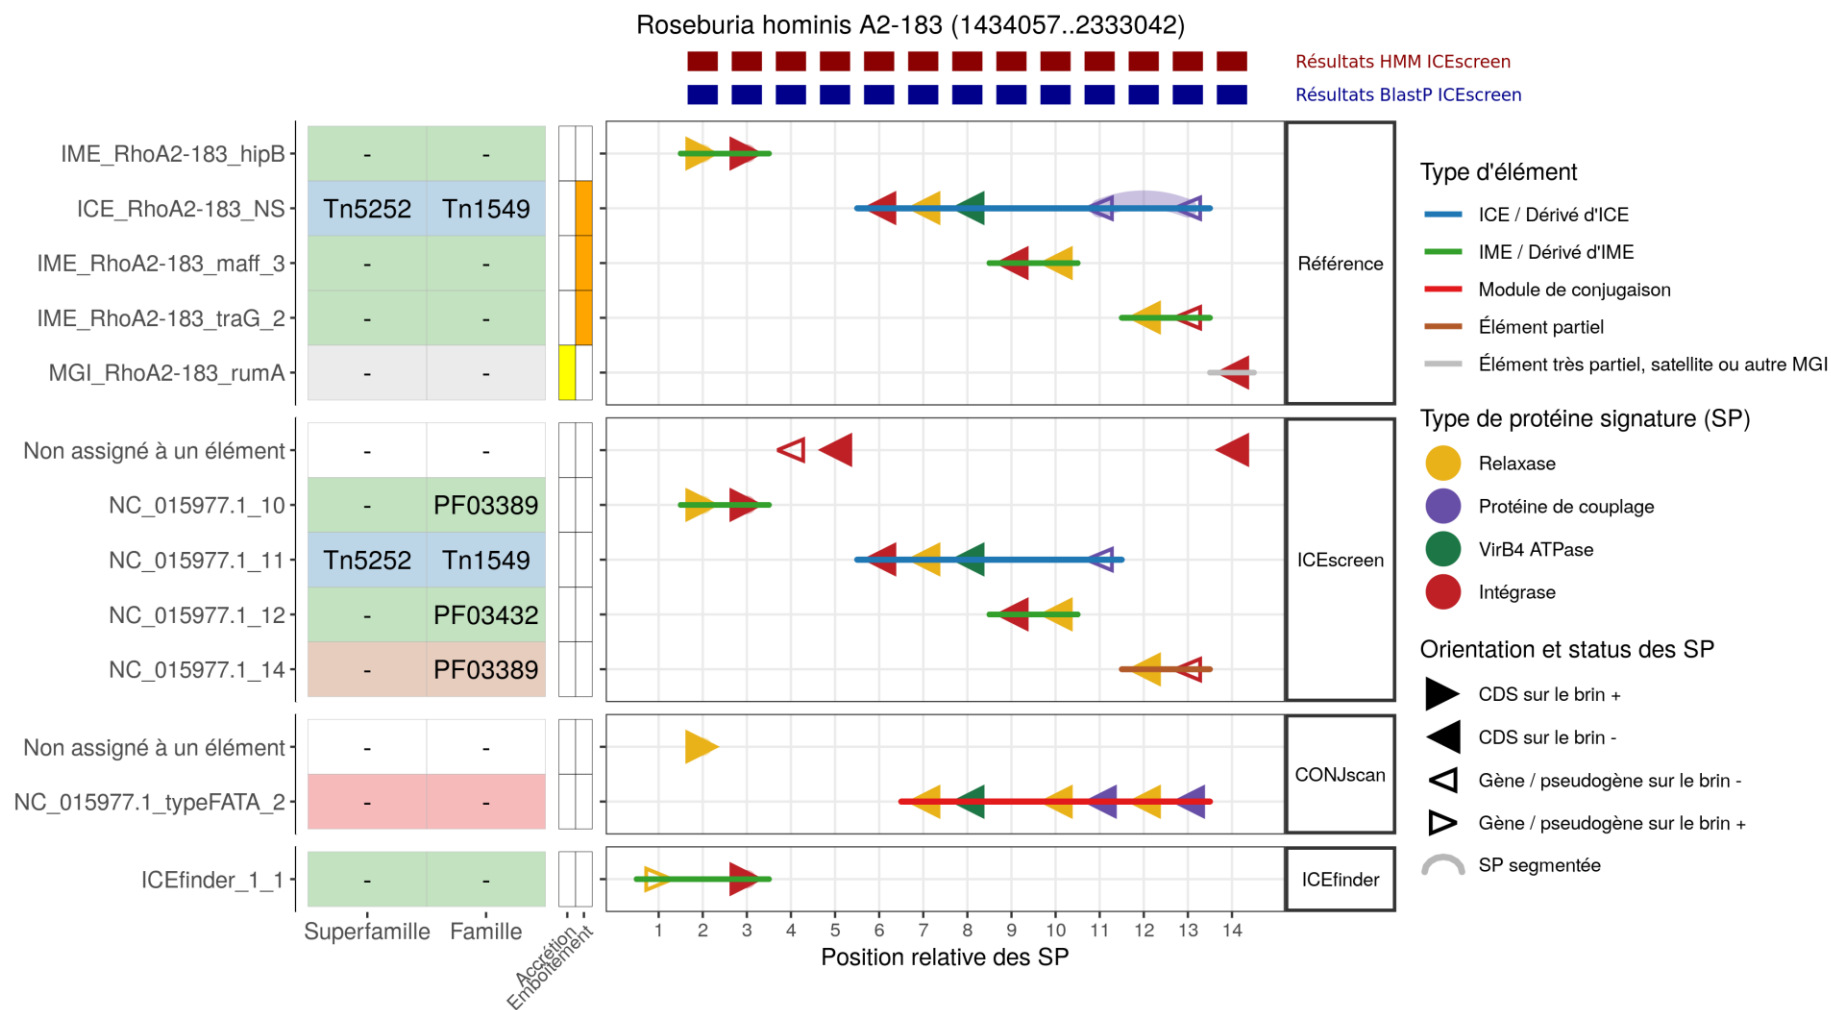 Roseburia hominis A2-183 (1434057..2333042)
Résultats HMM ICEscreen
Résultats BlastP ICEscreen
IME_RhoA2-183_hipB - -
ICE_RhoA2-183_NS Tn5252 Tn1549
IME_RhoA2-183_maff_3 - -
IME_RhoA2-183_traG_2 - -
MGI_RhoA2-183_rumA - -
Référence
Non assigné à un élément - -
NC_015977.1_10 - PF03389
NC_015977.1_11 Tn5252 Tn1549
NC_015977.1_12 - PF03432
NC_015977.1_14 - PF03389
ICEscreen
Non assigné à un élément - -
NC_015977.1_typeFATA_2 - -
CONJscan
ICEfinder_1_1 - -
ICEfinder
Superfamille Famille
Accrétion
Emboîtement
1 2 3 4 5 6 7 8 9 10 11 12 13 14
Position relative des SP
Type d'élément
ICE / Dérivé d'ICE
IME / Dérivé d'IME
Module de conjugaison
Élément partiel
Élément très partiel, satellite ou autre MGI
Type de protéine signature (SP)
Relaxase
Protéine de couplage
VirB4 ATPase
Intégrase
Orientation et status des SP
CDS sur le brin +
CDS sur le brin -
Gène / pseudogène sur le brin -
Gène / pseudogène sur le brin +
SP segmentée